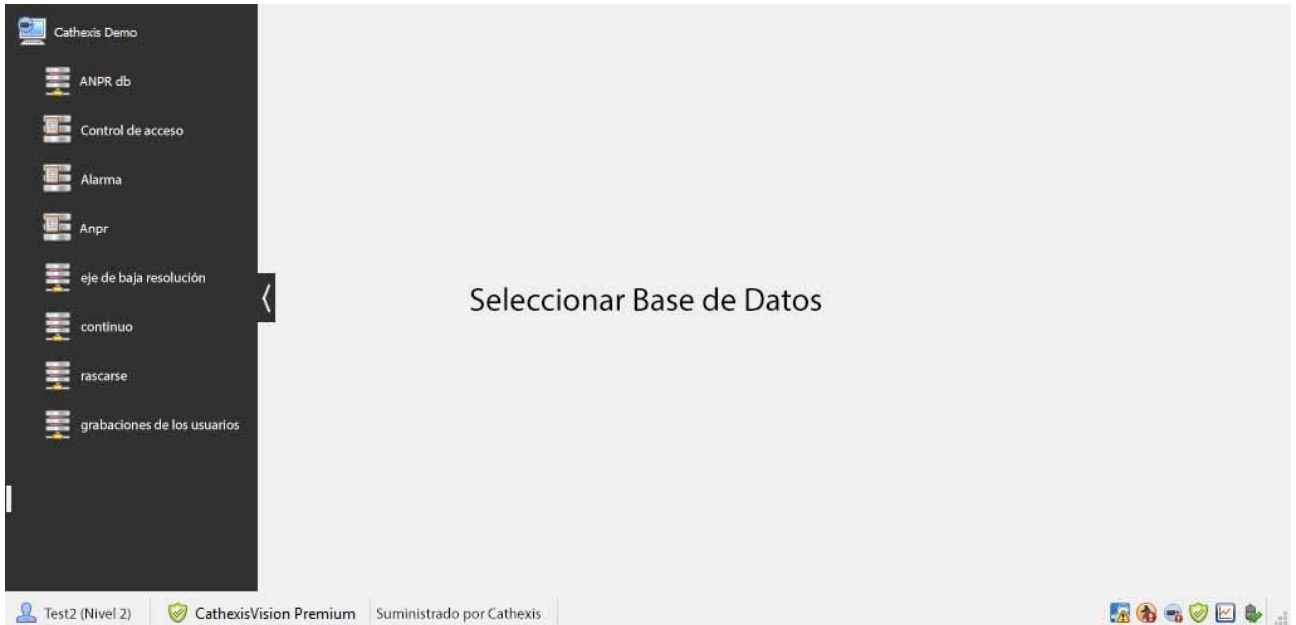 Cathexis Demo
ANPR db
Control de acceso
Alarma
Anpr
eje de baja resolución
continuo
rascarse
grabaciones de los usuarios
Seleccionar Base de Datos
Test2 (Nivel 2) CathexisVision Premium Suministrado por Cathexis